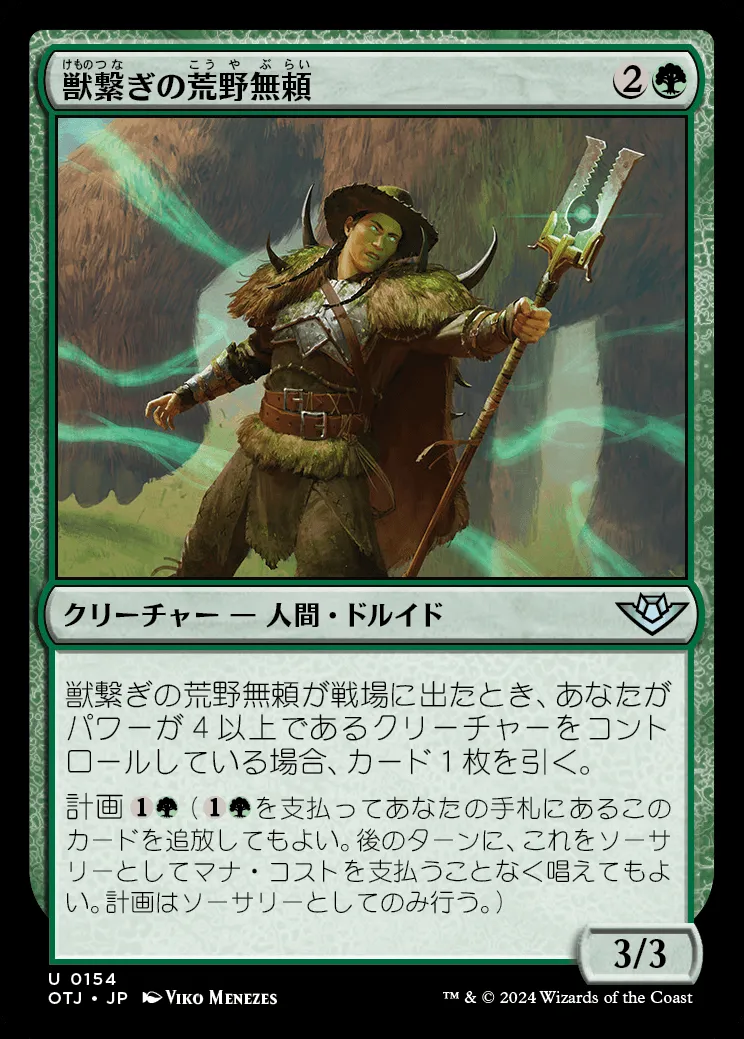 けものつな こうやぶらい
獣繋ぎの荒野無頼 2
クリーチャー — 人間・ドルイド
獣繋ぎの荒野無頼が戦場に出たとき、あなたが
パワーが４以上であるクリーチャーをコント
ロールしている場合、カード１枚を引く。
計画 1（ 1を支払ってあなたの手札にあるこの
カードを追放してもよい。後のターンに、これをソーサ
リーとしてマナ・コストを支払うことなく唱えてもよ
い。計画はソーサリーとしてのみ行う。）
3/3
U 0154
OTJ • JP Viko Menezes
™ & © 2024 Wizards of the Coast